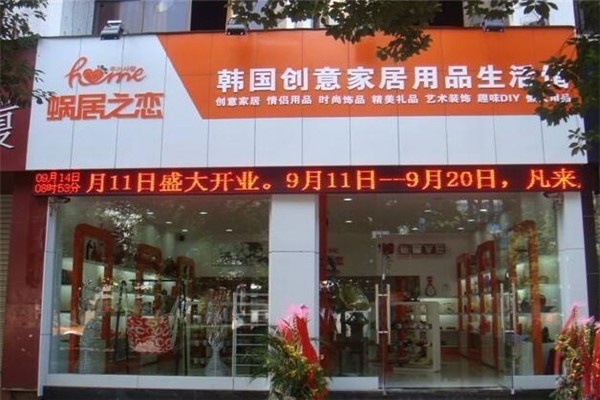 home
蜗居之恋
韩国创意家居用品生活馆
创意家居 情侣用品 时尚饰品 精美礼品 艺术装饰 趣味DIY
09月14日
08时53分
月11日盛大开业。9月11日--9月20日，凡来